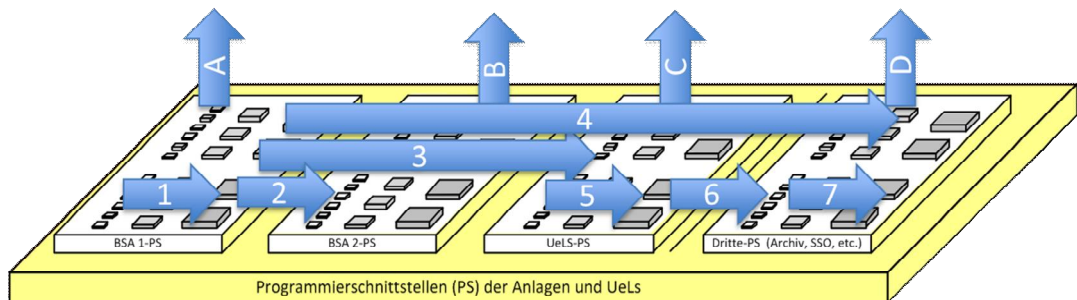 A
B
C
D
4
3
1
2
5
6
7
BSA 1-PS
BSA 2-PS
UeLS-PS
Dritte-PS (Archiv, SSO, etc.)
Programmierschnittstellen (PS) der Anlagen und UeLs